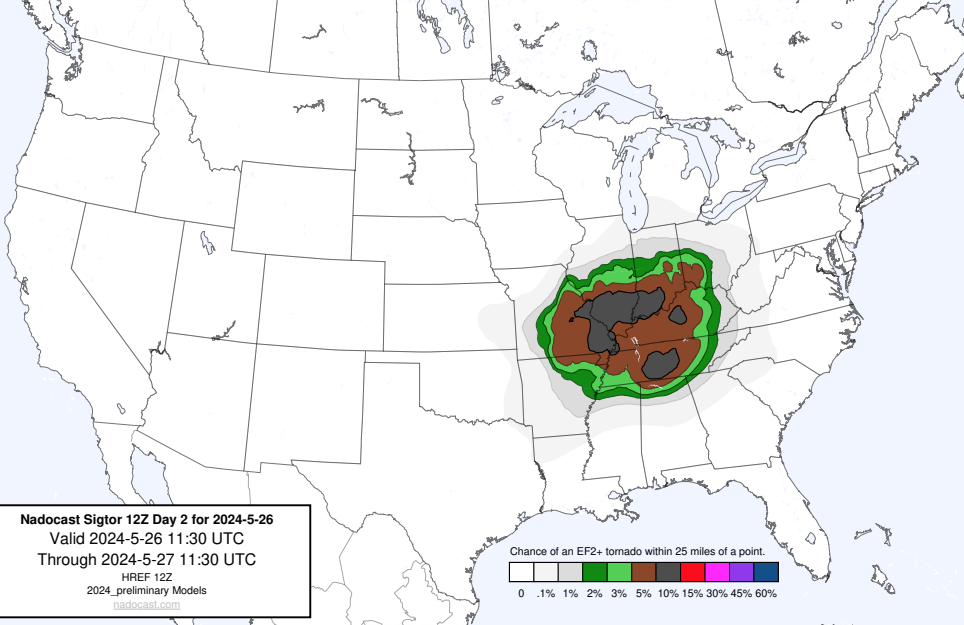 Nadocast Sigtor 12Z Day 2 for 2024-5-26
Valid 2024-5-26 11:30 UTC
Through 2024-5-27 11:30 UTC
HREF 12Z
2024_preliminary Models
nadocast.com
Chance of an EF2+ tornado within 25 miles of a point.
0 .1% 1% 2% 3% 5% 10% 15% 30% 45% 60%